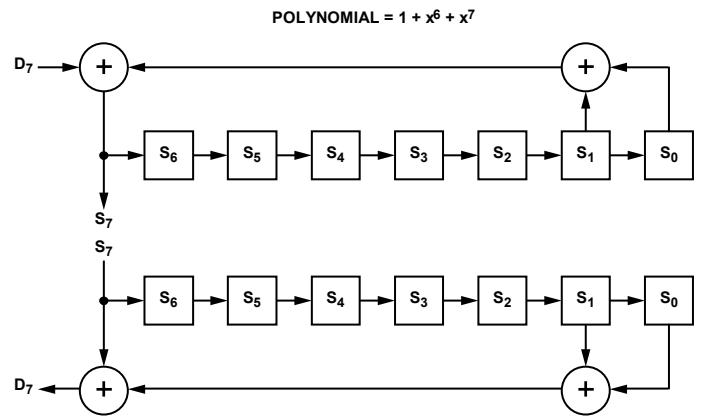 POLYNOMIAL = 1 + x⁶ + x⁷
D₇ + +
S₆ S₅ S₄ S₃ S₂ S₁ S₀
S₇
S₇
S₆ S₅ S₄ S₃ S₂ S₁ S₀
D₇ + +